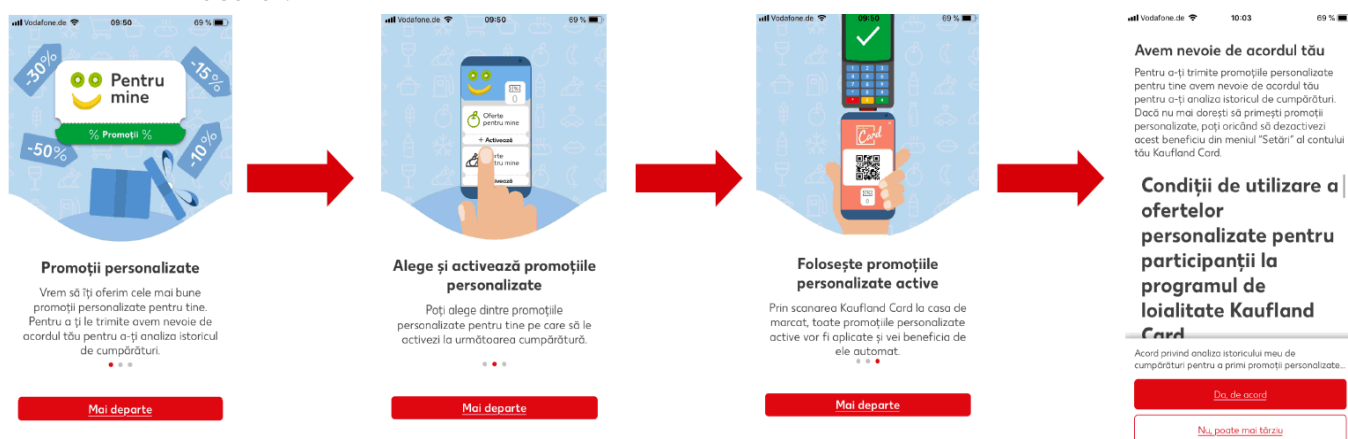 Vodafone.de 09:50 69 %
-30%
-15%
Pentru
mine
% Promoții %
-50%
-10%
Promoții personalizate
Vrem să îți oferim cele mai bune
promoții personalizate pentru tine.
Pentru a ți le trimite avem nevoie de
acordul tău pentru a-ți analiza istoricul
de cumpărături.
Mai departe
Vodafone.de 09:50 69 %
0
Oferte
pentru mine
+ Activează
Alege și activează promoțiile
personalizate
Poți alege dintre promoțiile
personalizate pentru tine pe care să le
activezi la următoarea cumpărătură.
Mai departe
Vodafone.de 09:50 69 %
Card
0
Folosește promoțiile
personalizate active
Prin scanarea Kaufland Card la casa de
marcat, toate promoțiile personalizate
active vor fi aplicate și vei beneficia de
ele automat.
Mai departe
Vodafone.de 10:03 69 %
Avem nevoie de acordul tău
Pentru a-ți trimite promoțiile personalizate
pentru tine avem nevoie de acordul tău
pentru a-ți analiza istoricul de cumpărături.
Dacă nu mai dorești să primești promoții
personalizate, poți oricând să dezactivezi
acest beneficiu din meniul "Setări" al contului
tău Kaufland Card.
Condiții de utilizare a
ofertelor
personalizate pentru
participanții la
programul de
loialitate Kaufland
Card
Acord privind analiza istoricului meu de
cumpărături pentru a primi promoții personalizate...
Da, de acord
Nu, poate mai târziu